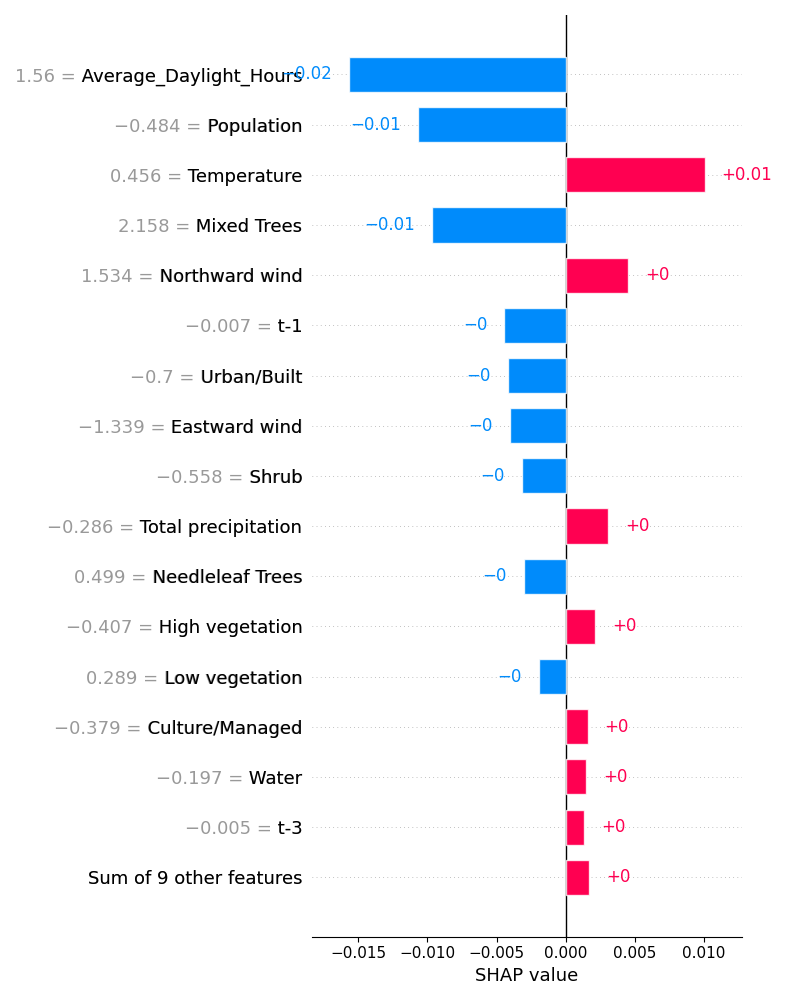 1.56 = Average_Daylight_Hours −0.02
−0.484 = Population −0.01
0.456 = Temperature +0.01
2.158 = Mixed Trees −0.01
1.534 = Northward wind +0
−0.007 = t-1 −0
−0.7 = Urban/Built −0
−1.339 = Eastward wind −0
−0.558 = Shrub −0
−0.286 = Total precipitation +0
0.499 = Needleleaf Trees −0
−0.407 = High vegetation +0
0.289 = Low vegetation −0
−0.379 = Culture/Managed +0
−0.197 = Water +0
−0.005 = t-3 +0
Sum of 9 other features +0
−0.015 −0.010 −0.005 0.000 0.005 0.010
SHAP value